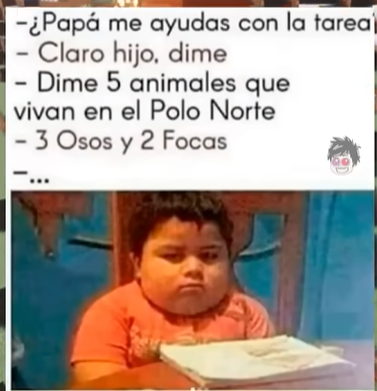 -¿Papá me ayudas con la tarea
- Claro hijo, dime
- Dime 5 animales que
vivan en el Polo Norte
- 3 Osos y 2 Focas
-...